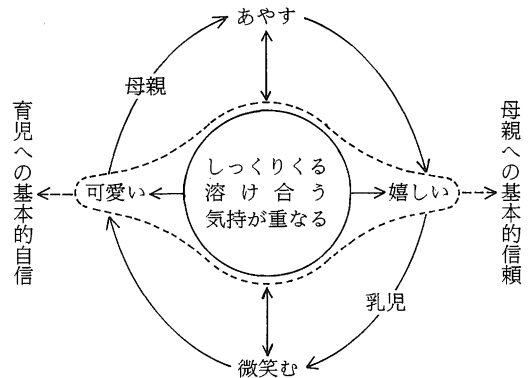 あやす
母親
育児への基本的自信
可愛い
しっくりくる
溶け合う
気持が重なる
嬉しい
母親への基本的信頼
乳児
微笑む